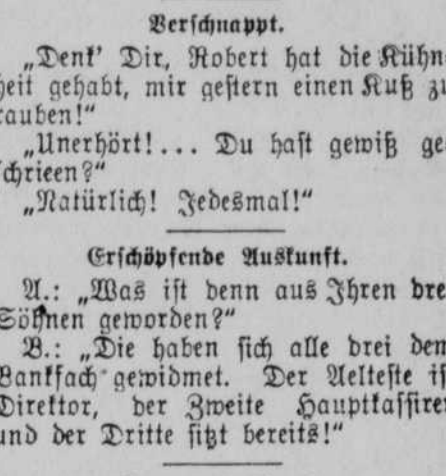 Verschnappt.
„Denk' Dir, Robert hat die Kühn-
heit gehabt, mir gestern einen Kuß zu
rauben!“
„Unerhört!... Du hast gewiß ge-
schrieen?“
„Natürlich! Jedesmal!“
Erschöpfende Auskunft.
A.: „Was ist denn aus Ihren drei
Söhnen geworden?“
B.: „Die haben sich alle drei dem
Bankfach gewidmet. Der Aelteste ist
Direktor, der Zweite Hauptkassirer
und der Dritte sitzt bereits!“